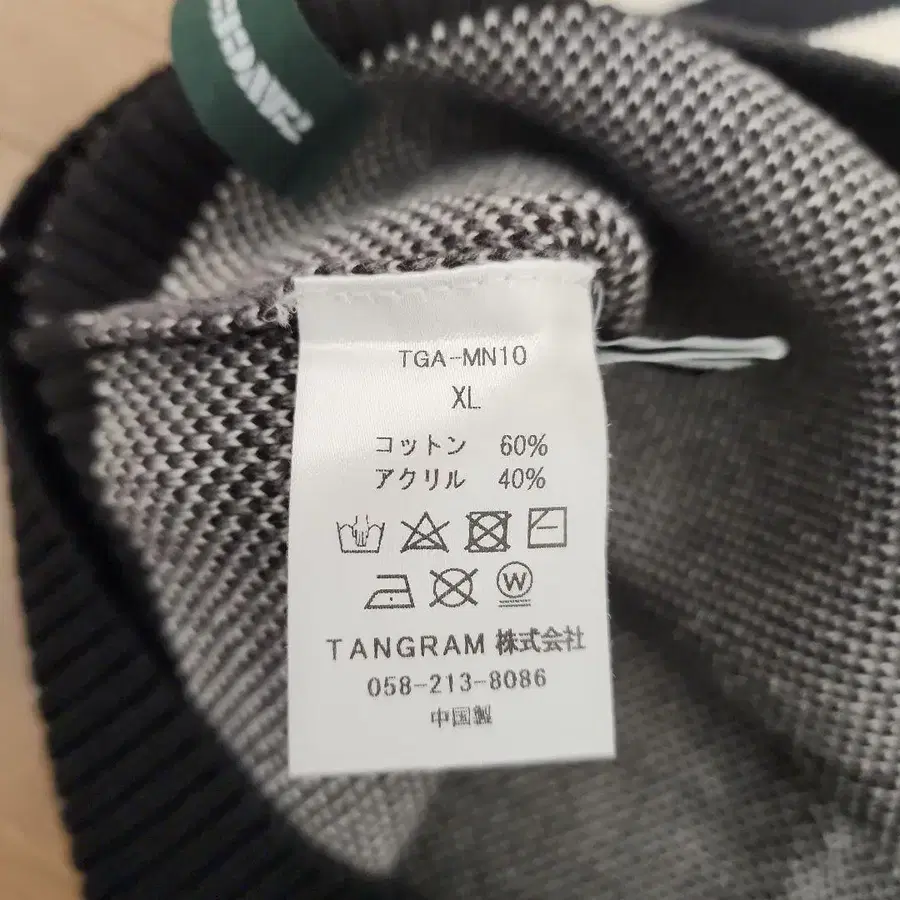 TGA-MN10
XL
コットン 60%
アクリル 40%
W
TANGRAM 株式会社
058-213-8086
中国製